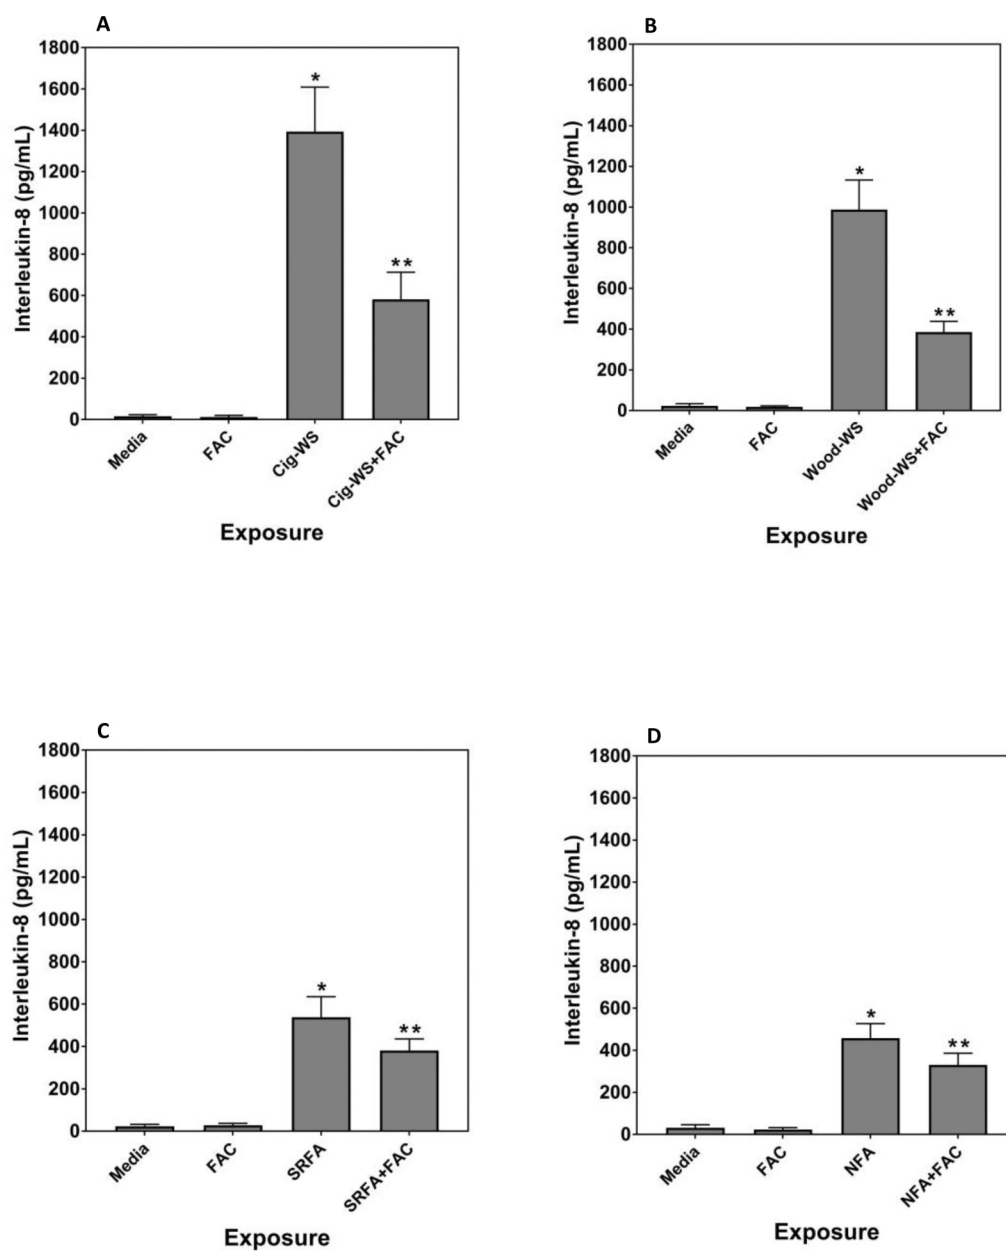 A
Interleukin-8 (pg/mL)
1800
1600
1400
1200
1000
800
600
400
200
0
*
**
Media
FAC
Cig-WS
Cig-WS+FAC
Exposure
B
Interleukin-8 (pg/mL)
1800
1600
1400
1200
1000
800
600
400
200
0
*
**
Media
FAC
Wood-WS
Wood-WS+FAC
Exposure
C
Interleukin-8 (pg/mL)
1800
1600
1400
1200
1000
800
600
400
200
0
*
**
Media
FAC
SRFA
SRFA+FAC
Exposure
D
Interleukin-8 (pg/mL)
1800
1600
1400
1200
1000
800
600
400
200
0
*
**
Media
FAC
NFA
NFA+FAC
Exposure